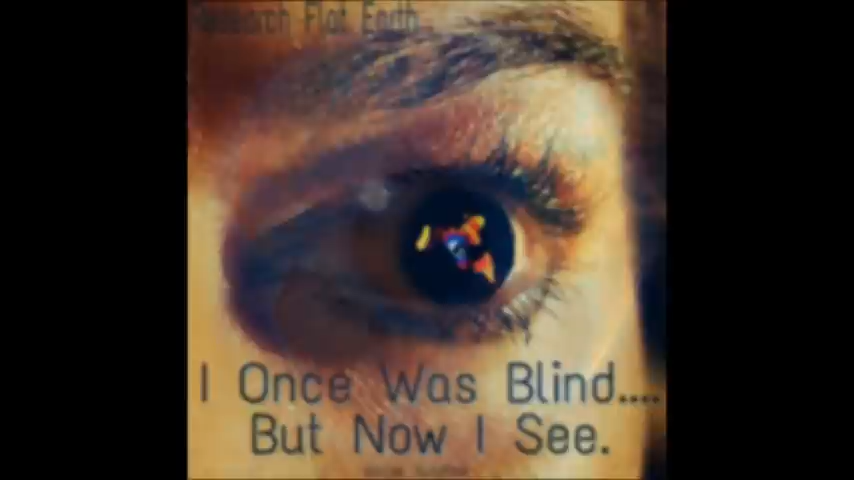 Research Flat Earth
I Once Was Blind....
But Now I See.